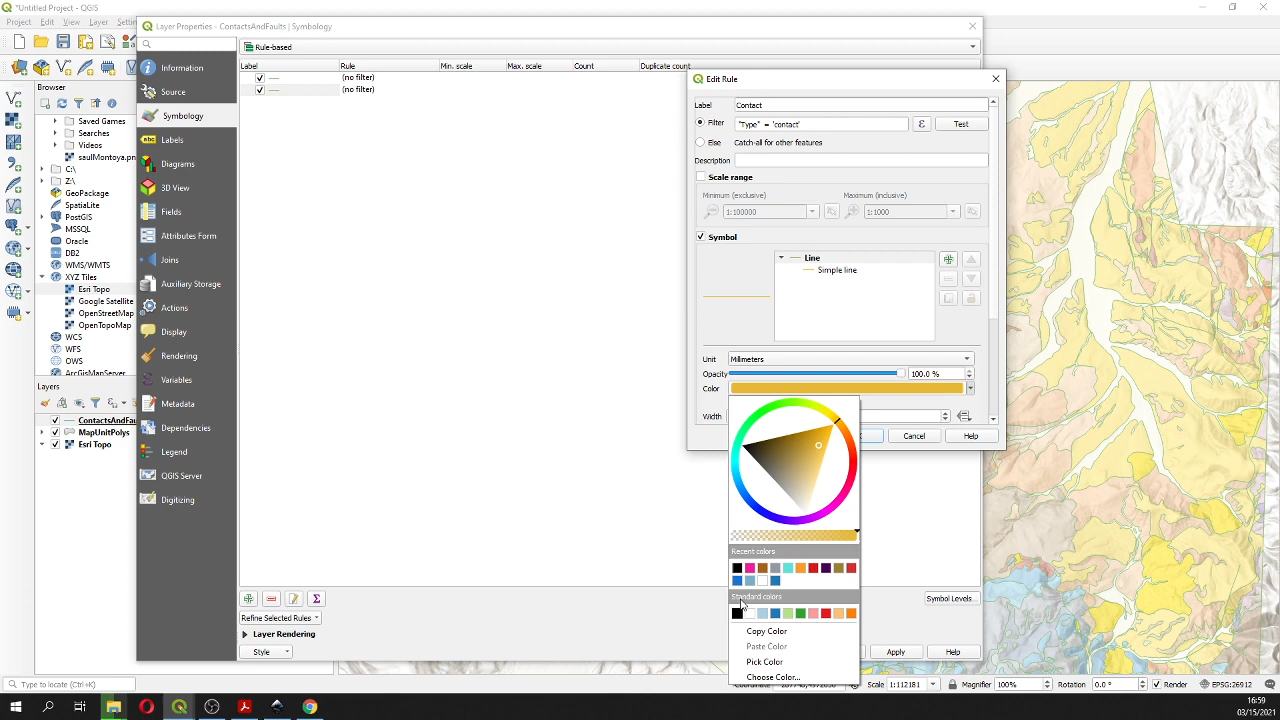 *Untitled Project — QGIS
Project Edit View Layer
Layer Properties - ContactsAndFaults | Symbology
Information
Source
Symbology
Labels
Diagrams
3D View
Fields
Attributes Form
Joins
Auxiliary Storage
Actions
Display
Rendering
Variables
Metadata
Dependencies
Legend
QGIS Server
Digitizing
Rule-based
Label Rule Min. scale Max. scale Count Duplicate count
(no filter)
(no filter)
Refine Selected Rules
Symbol Levels...
Layer Rendering
Style
Apply
Help
Edit Rule
Label Contact
Filter "Type" = 'contact' ε Test
Else Catch-all for other features
Description
Scale range
Minimum (exclusive) Maximum (inclusive)
1:100000 1:1000
Symbol
Line
Simple line
Unit Millimeters
Opacity 100.0 %
Color
Width
Cancel Help
Recent colors
Standard colors
Copy Color
Paste Color
Pick Color
Choose Color...
Browser
Saved Games
Searches
Videos
saulMontoya.pn
C:\
Z:\
GeoPackage
SpatiaLite
PostGIS
MSSQL
Oracle
DB2
WMS/WMTS
XYZ Tiles
Esri Topo
Google Satellite
OpenStreetMap
OpenTopoMap
WCS
WFS
OWS
ArcGisMapServer
Layers
ContactsAndFau
MapUnitPolys
Esri Topo
Type to locate (Ctrl+K)
Scale 1:112181 Magnifier 100% Rotation 0.0 ° Render
16:59
03/15/2021